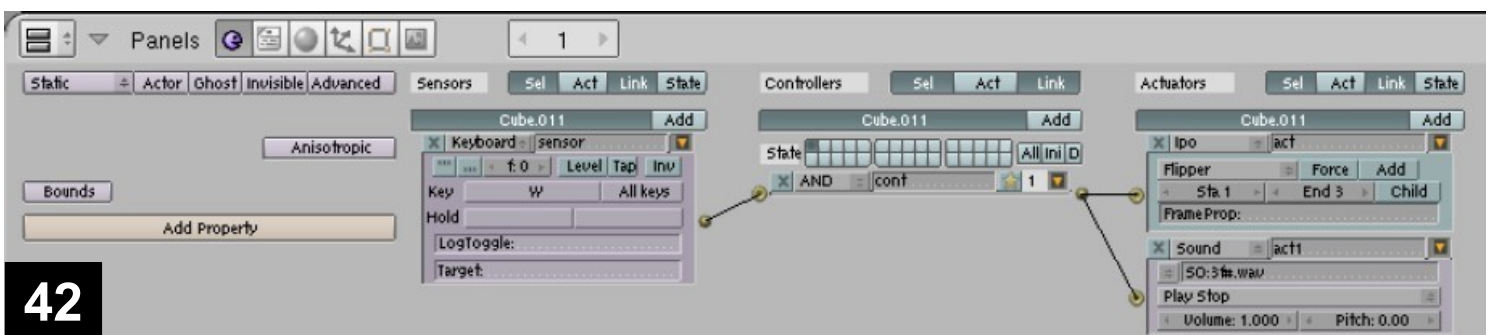 Panels 1
Static Actor Ghost Invisible Advanced
Anisotropic
Bounds
Add Property
42
Sensors Sel Act Link State
Cube.011 Add
X Keyboard sensor
f:0 Level Tap Inv
Key W All keys
Hold
LogToggle:
Target:
Controllers Sel Act Link
Cube.011 Add
State All Ini D
X AND cont 1
Actuators Sel Act Link State
Cube.011 Add
X Ipo act
Flipper Force Add
Sta 1 End 3 Child
FrameProp:
X Sound act1
SO:3f#.wav
Play Stop
Volume: 1.000 Pitch: 0.00